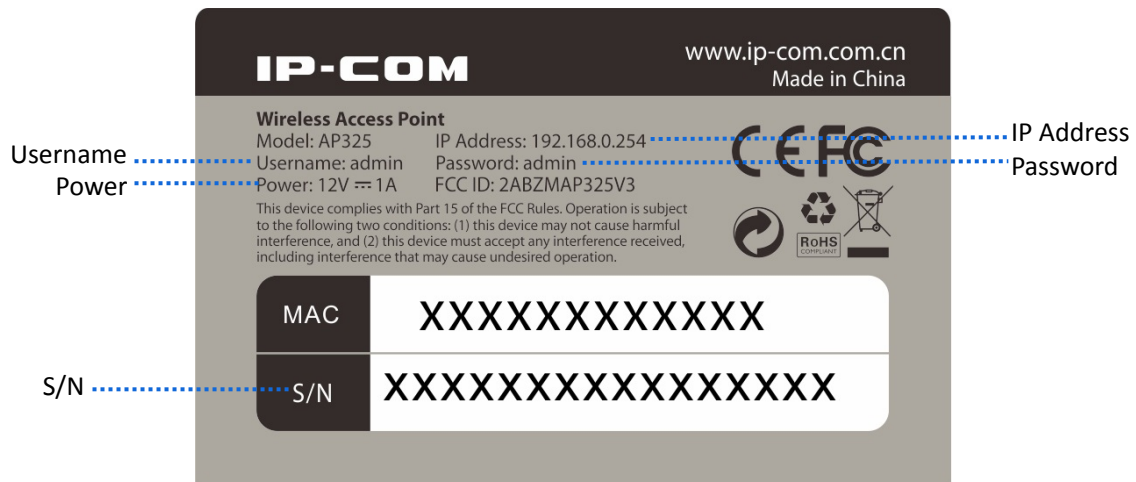 IP-COM
www.ip-com.com.cn
Made in China
Wireless Access Point
Model: AP325 IP Address: 192.168.0.254
Username: admin Password: admin
Power: 12V ⎓ 1A FCC ID: 2ABZMAP325V3
This device complies with Part 15 of the FCC Rules. Operation is subject
to the following two conditions: (1) this device may not cause harmful
interference, and (2) this device must accept any interference received,
including interference that may cause undesired operation.
CE FC
RoHS
COMPLIANT
MAC XXXXXXXXXXXX
S/N XXXXXXXXXXXXXXXX
Username
Power
S/N
IP Address
Password